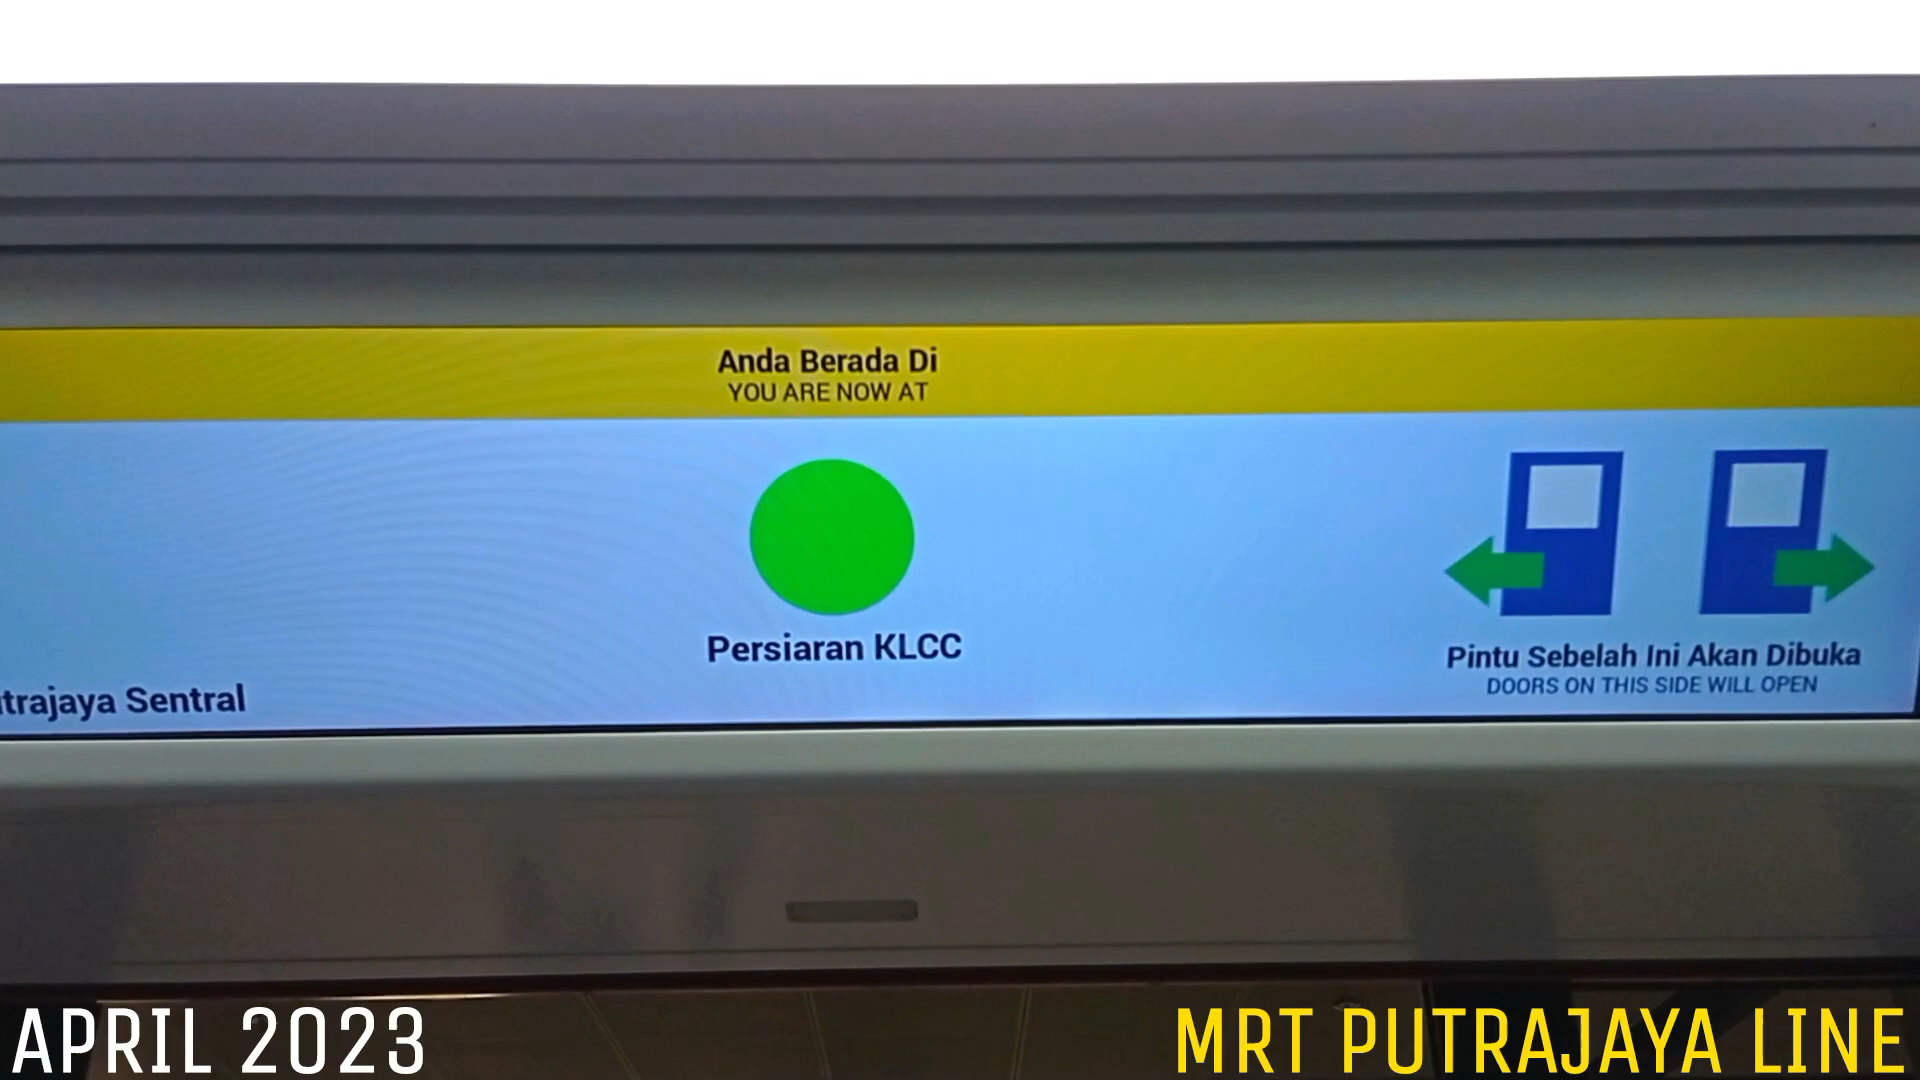 Anda Berada Di
YOU ARE NOW AT
Persiaran KLCC
Sentral
Pintu Sebelah Ini Akan Dibuka
DOORS ON THIS SIDE WILL OPEN
APRIL 2023
MRT PUTRAJAYA LINE